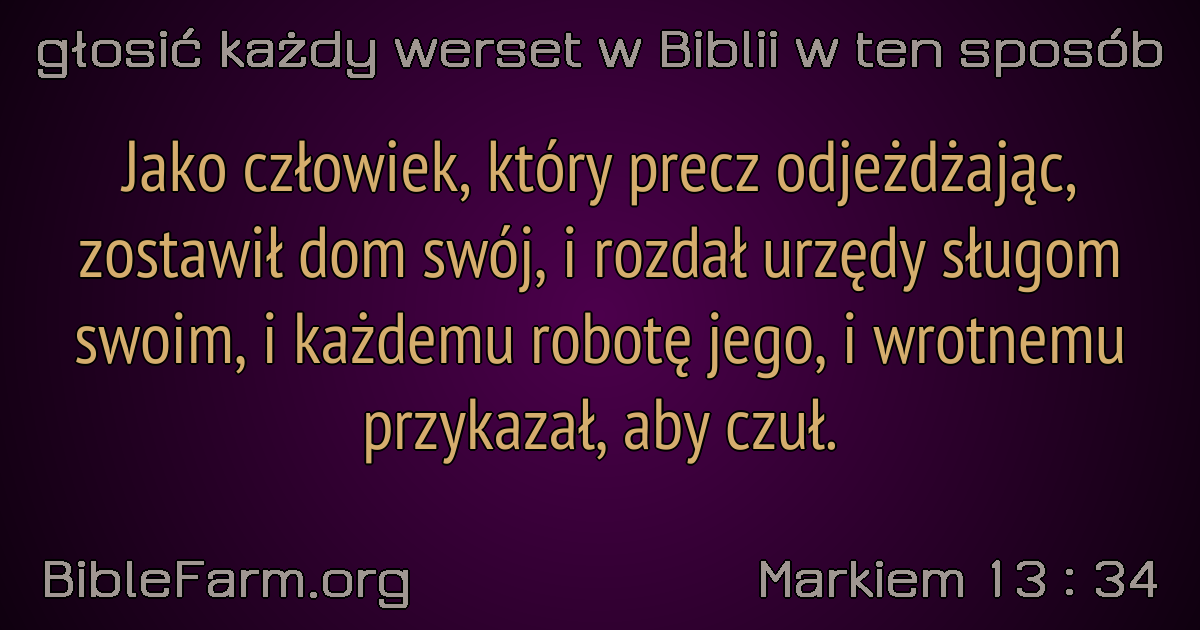 głosić każdy werset w Biblii w ten sposób
Jako człowiek, który precz odjeżdżając,
zostawił dom swój, i rozdał urzędy sługom
swoim, i każdemu robotę jego, i wrotnemu
przykazał, aby czuł.
BibleFarm.org
Markiem 13 : 34